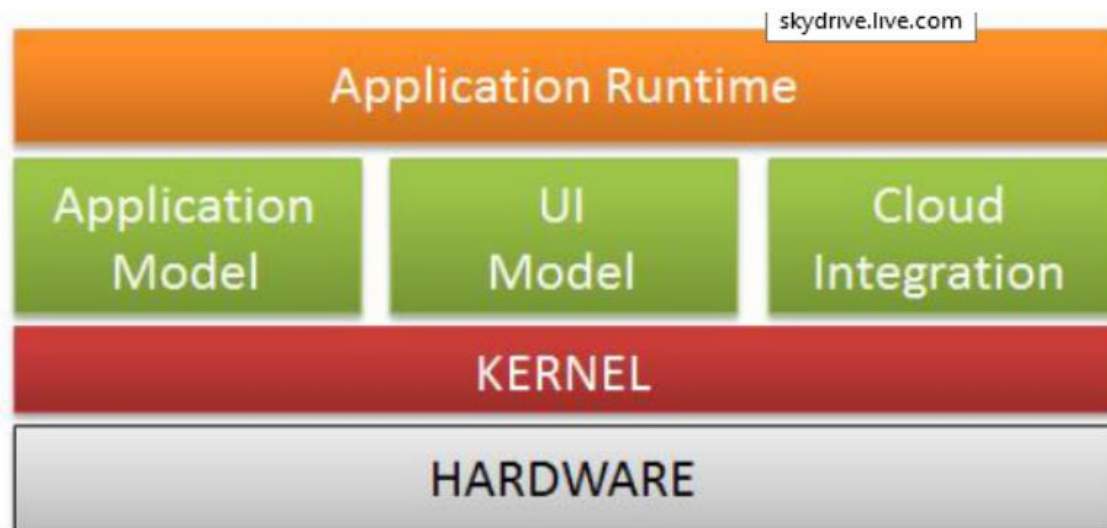 skydrive.live.com
Application Runtime
Application
Model
UI
Model
Cloud
Integration
KERNEL
HARDWARE